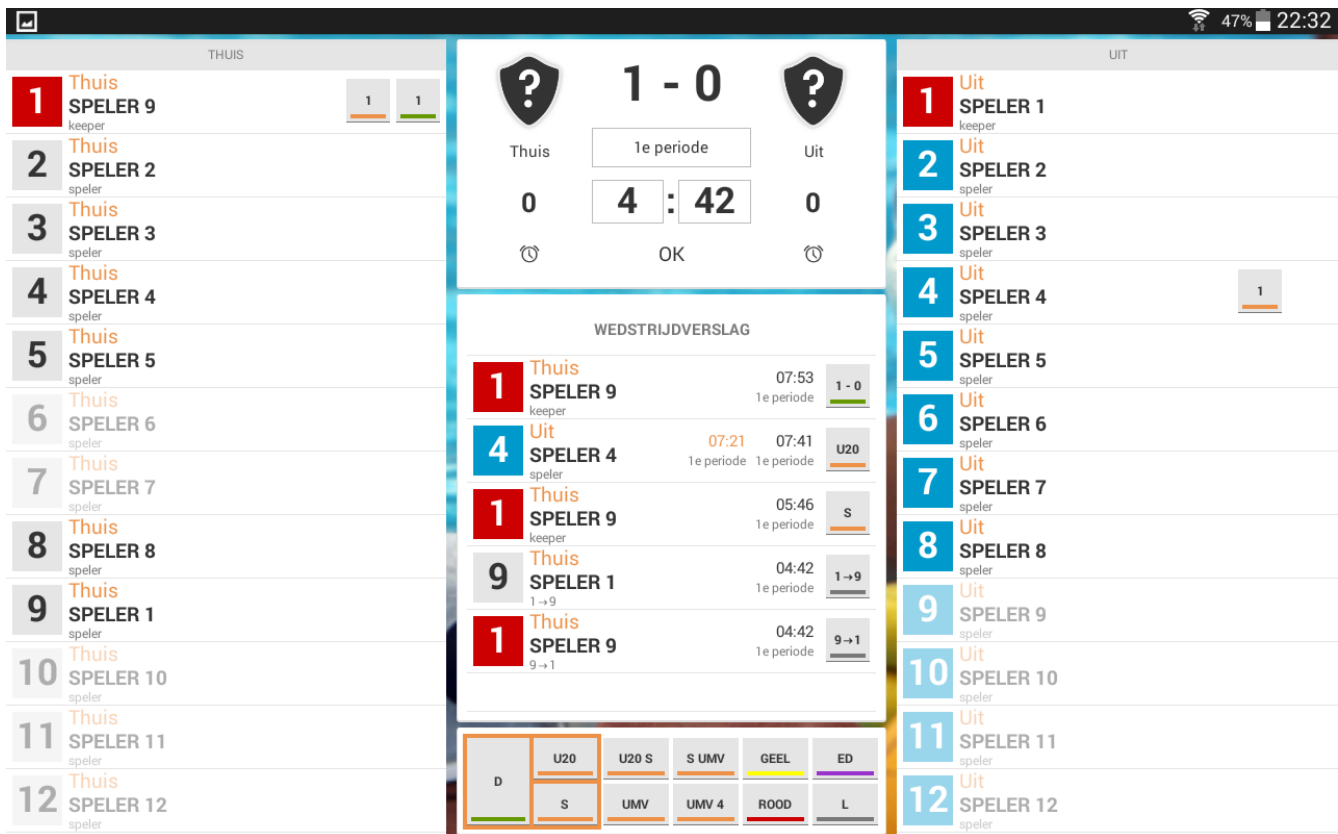 47% 22:32
THUIS
1 Thuis
SPELER 9 1 1
keeper
2 Thuis
SPELER 2
speler
3 Thuis
SPELER 3
speler
4 Thuis
SPELER 4
speler
5 Thuis
SPELER 5
speler
6 Thuis
SPELER 6
speler
7 Thuis
SPELER 7
speler
8 Thuis
SPELER 8
speler
9 Thuis
SPELER 1
speler
10 Thuis
SPELER 10
speler
11 Thuis
SPELER 11
speler
12 Thuis
SPELER 12
speler
? 1 - 0 ?
Thuis 1e periode Uit
0 4 : 42 0
OK
WEDSTRIJDVERSLAG
1 Thuis
SPELER 9 07:53 1 - 0
keeper 1e periode
4 Uit
SPELER 4 07:21 07:41 U20
speler 1e periode 1e periode
1 Thuis
SPELER 9 05:46 S
keeper 1e periode
9 Thuis
SPELER 1 04:42 1→9
1→9 1e periode
1 Thuis
SPELER 9 04:42 9→1
9→1 1e periode
D U20 U20 S S UMV GEEL ED
S UMV UMV 4 ROOD L
UIT
1 Uit
SPELER 1
keeper
2 Uit
SPELER 2
speler
3 Uit
SPELER 3
speler
4 Uit
SPELER 4 1
speler
5 Uit
SPELER 5
speler
6 Uit
SPELER 6
speler
7 Uit
SPELER 7
speler
8 Uit
SPELER 8
speler
9 Uit
SPELER 9
speler
10 Uit
SPELER 10
speler
11 Uit
SPELER 11
speler
12 Uit
SPELER 12
speler